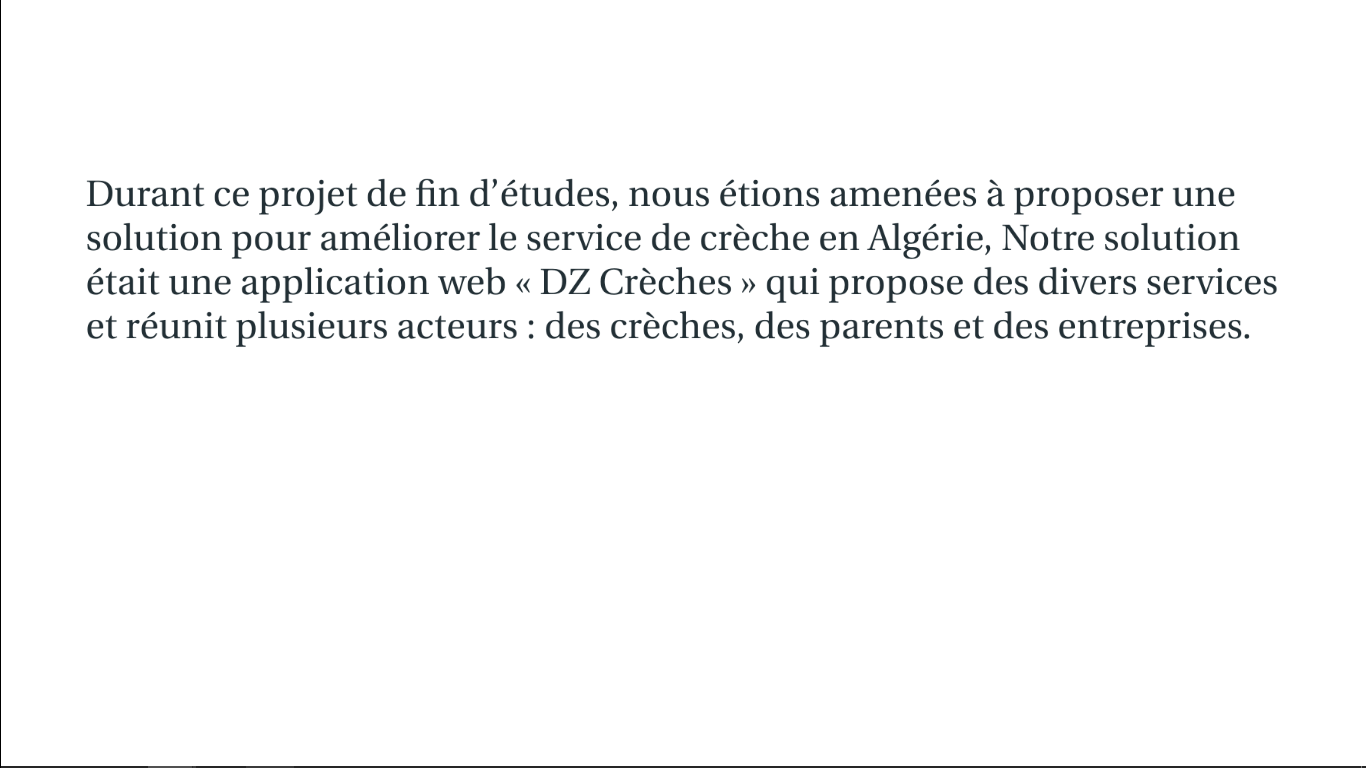 Durant ce projet de fin d’études, nous étions amenées à proposer une
solution pour améliorer le service de crèche en Algérie, Notre solution
était une application web « DZ Crèches » qui propose des divers services
et réunit plusieurs acteurs : des crèches, des parents et des entreprises.